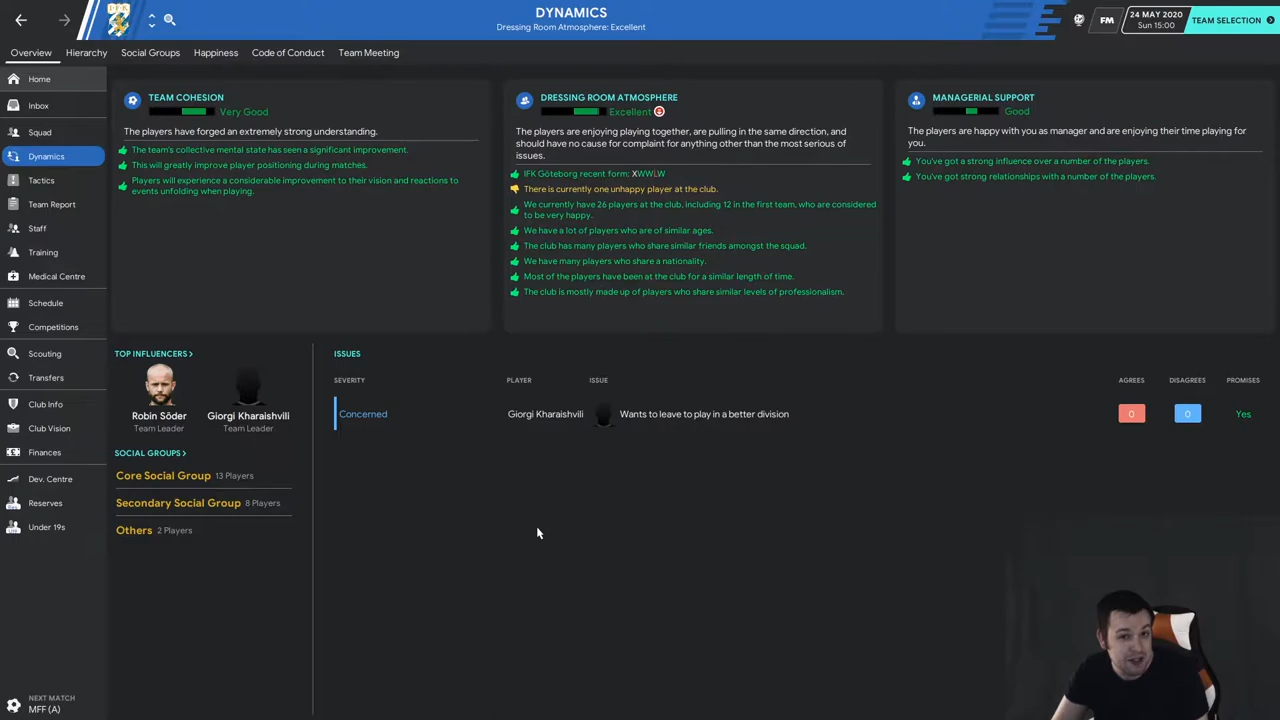 DYNAMICS
Dressing Room Atmosphere: Excellent
FM
24 MAY 2020
Sun 15:00
TEAM SELECTION
Overview
Hierarchy
Social Groups
Happiness
Code of Conduct
Team Meeting
Home
Inbox
Squad
Dynamics
Tactics
Team Report
Staff
Training
Medical Centre
Schedule
Competitions
Scouting
Transfers
Club Info
Club Vision
Finances
Dev. Centre
Reserves
Under 19s
NEXT MATCH
MFF (A)
TEAM COHESION
Very Good
The players have forged an extremely strong understanding.
The team's collective mental state has seen a significant improvement.
This will greatly improve player positioning during matches.
Players will experience a considerable improvement to their vision and reactions to
events unfolding when playing.
DRESSING ROOM ATMOSPHERE
Excellent
The players are enjoying playing together, are pulling in the same direction, and
should have no cause for complaint for anything other than the most serious of
issues.
IFK Göteborg recent form: XWWLW
There is currently one unhappy player at the club.
We currently have 26 players at the club, including 12 in the first team, who are considered
to be very happy.
We have a lot of players who are of similar ages.
The club has many players who share similar friends amongst the squad.
We have many players who share a nationality.
Most of the players have been at the club for a similar length of time.
The club is mostly made up of players who share similar levels of professionalism.
MANAGERIAL SUPPORT
Good
The players are happy with you as manager and are enjoying their time playing for
you.
You've got a strong influence over a number of the players.
You've got strong relationships with a number of the players.
TOP INFLUENCERS >
Robin Söder
Team Leader
Giorgi Kharaishvili
Team Leader
SOCIAL GROUPS >
Core Social Group 13 Players
Secondary Social Group 8 Players
Others 2 Players
ISSUES
SEVERITY PLAYER ISSUE AGREES DISAGREES PROMISES
Concerned Giorgi Kharaishvili Wants to leave to play in a better division 0 0 Yes